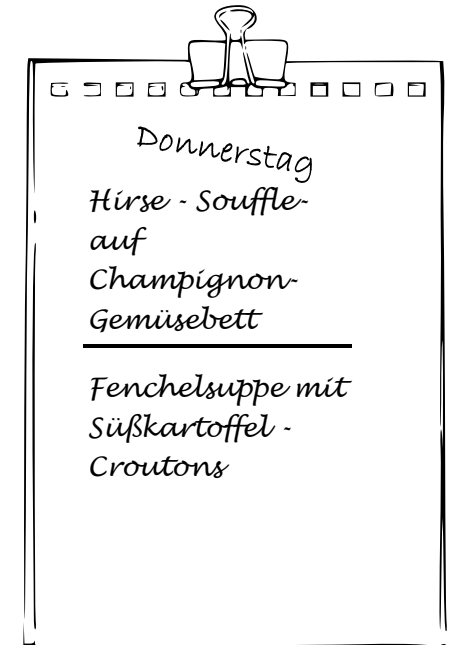 Donnerstag
Hirse - Souffle-
auf
Champignon-
Gemüsebett
Fenchelsuppe mit
Süßkartoffel -
Croutons